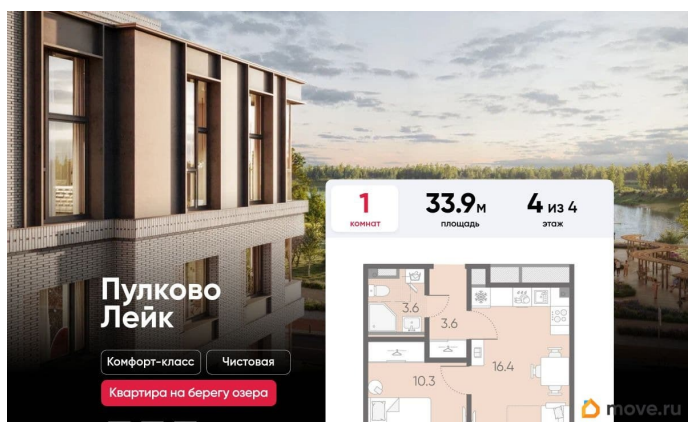 1
комнат
33.9 м
площадь
4 из 4
этаж
Пулково
Лейк
Комфорт-класс
Чистовая
Квартира на берегу озера
3.6
3.6
16.4
10.3
move.ru